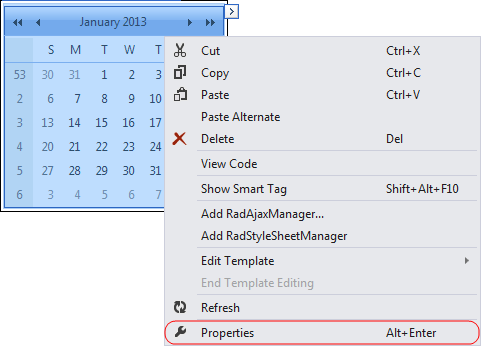 January 2013
S M T W T
53 30 31 1 2 3
2 6 7 8 9 10
3 13 14 15 16 17
4 20 21 22 23 24
5 27 28 29 30 31
6 3 4 5 6 7
Cut Ctrl+X
Copy Ctrl+C
Paste Ctrl+V
Paste Alternate
Delete Del
View Code
Show Smart Tag Shift+Alt+F10
Add RadAjaxManager...
Add RadStyleSheetManager
Edit Template
End Template Editing
Refresh
Properties Alt+Enter